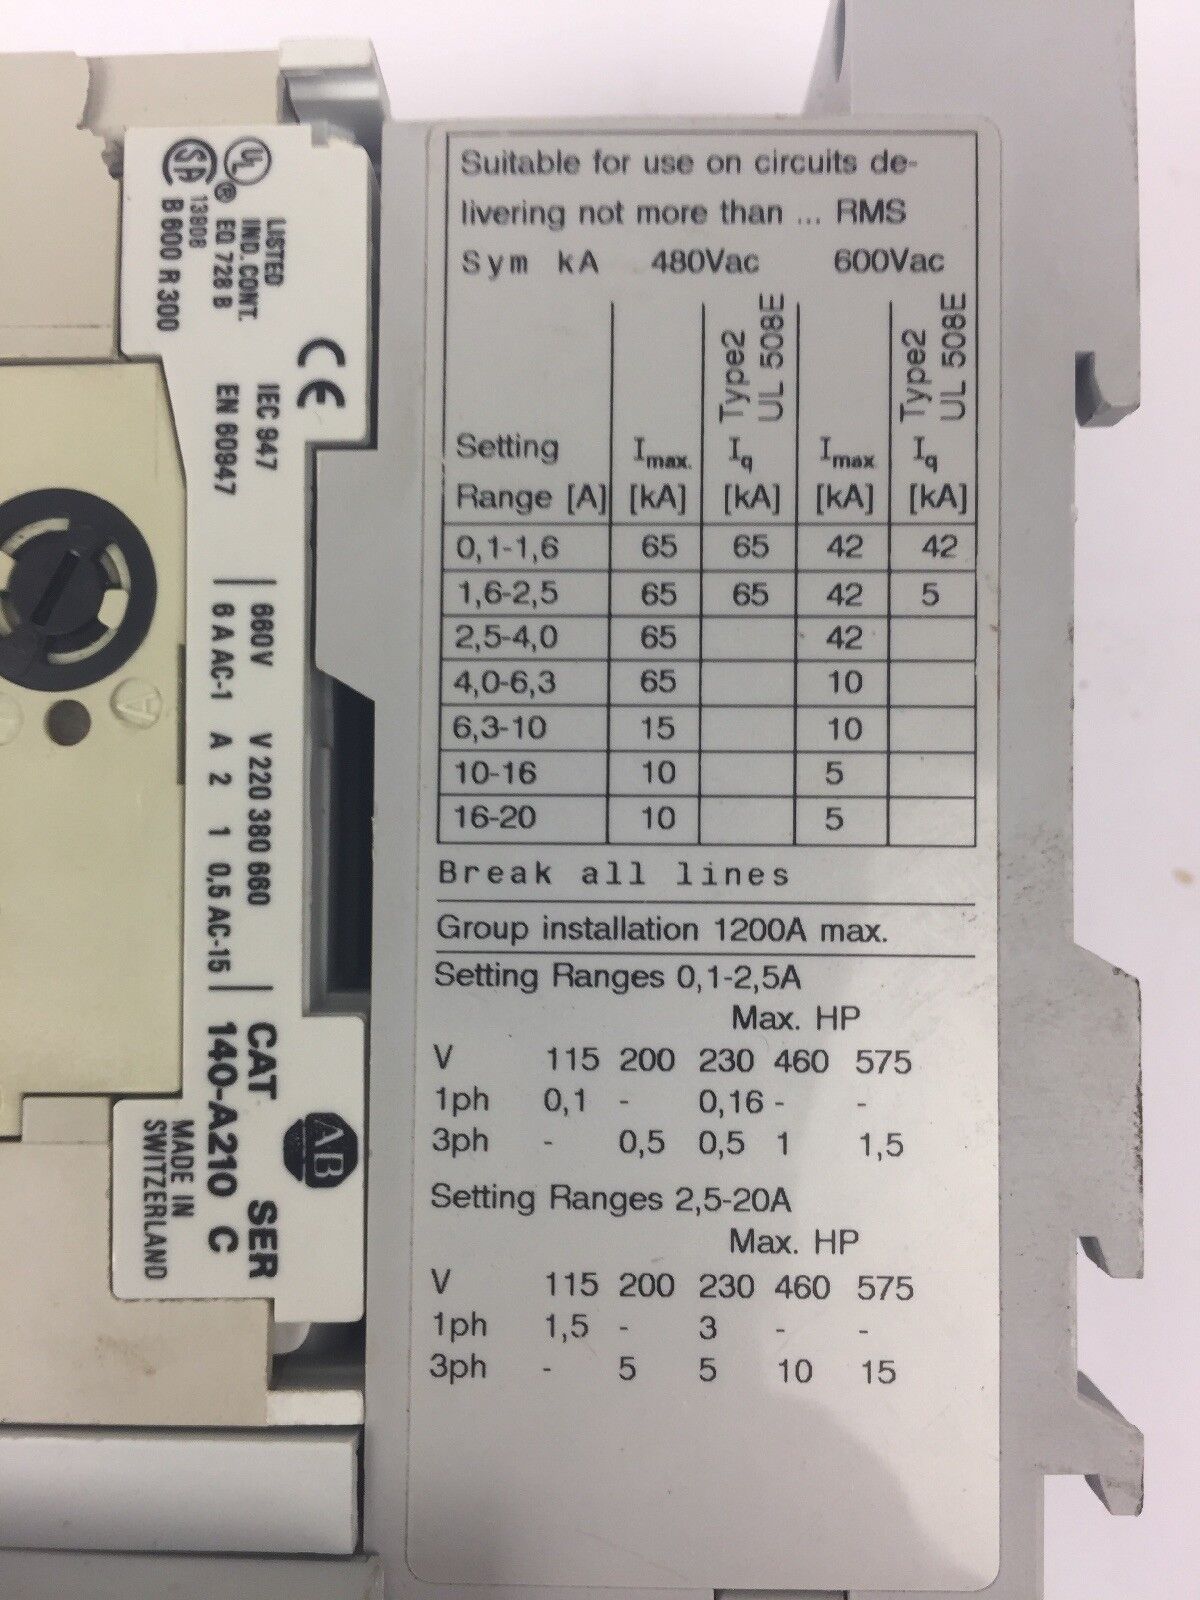 Suitable for use on circuits de-
livering not more than ... RMS
Sym kA 480Vac 600Vac
Type2 UL 508E Type2 UL 508E
Setting Imax. Iq Imax Iq
Range [A] [kA] [kA] [kA] [kA]
0,1-1,6 65 65 42 42
1,6-2,5 65 65 42 5
2,5-4,0 65 42
4,0-6,3 65 10
6,3-10 15 10
10-16 10 5
16-20 10 5
Break all lines
Group installation 1200A max.
Setting Ranges 0,1-2,5A
Max. HP
V 115 200 230 460 575
1ph 0,1 - 0,16 - -
3ph - 0,5 0,5 1 1,5
Setting Ranges 2,5-20A
Max. HP
V 115 200 230 460 575
1ph 1,5 - 3 - -
3ph - 5 5 10 15
UL ®
LISTED
IND. CONT.
EQ 728 B
SA
13908
B 600 R 300
CE
IEC 947
EN 60947
660V V 220 380 660
6 A AC-1 A 2 1 0,5 AC-15
CAT SER
140-A210 C
AB
MADE IN
SWITZERLAND
A